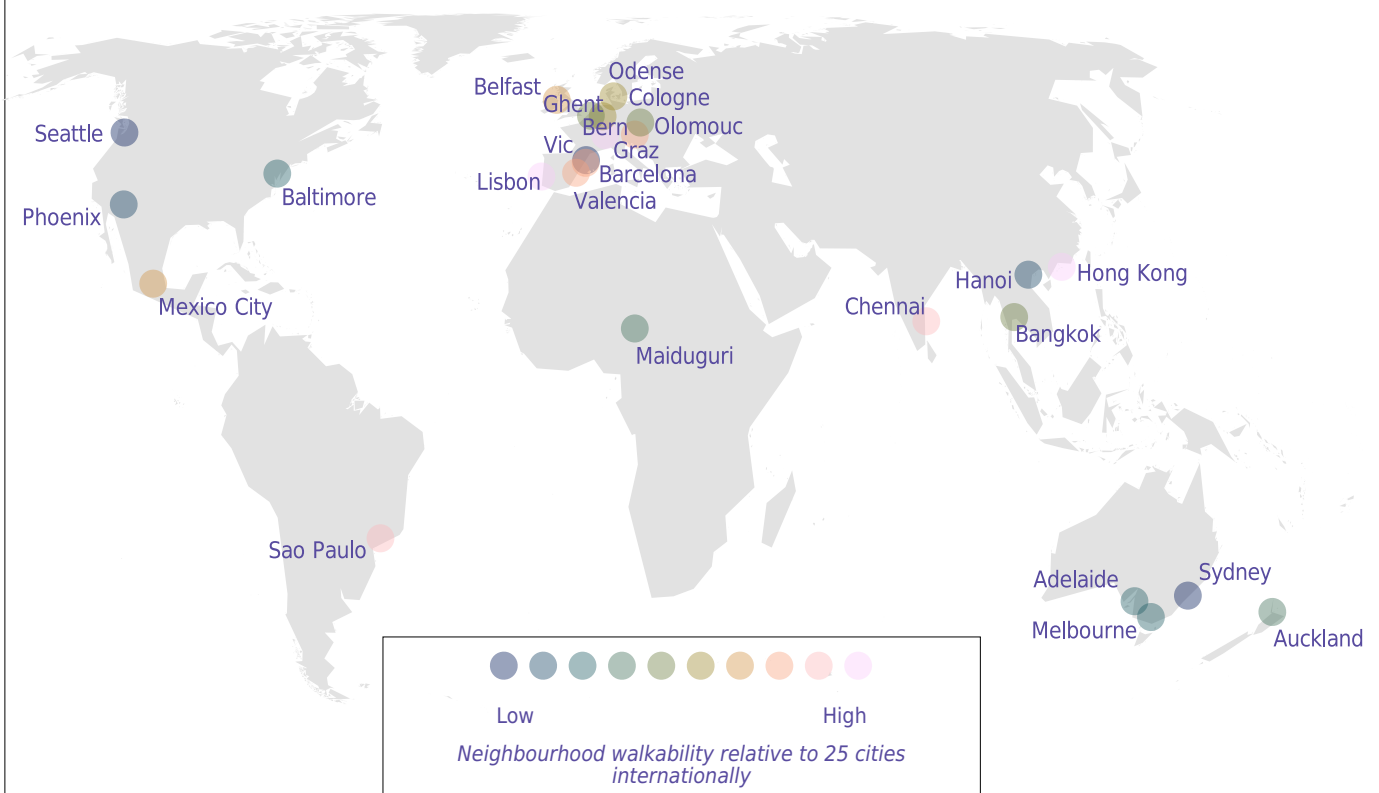 Odense
Belfast
Cologne
Ghent
Seattle
Bern
Olomouc
Vic
Graz
Barcelona
Lisbon
Baltimore
Valencia
Phoenix
Hanoi
Hong Kong
Mexico City
Chennai
Bangkok
Maiduguri
Sao Paulo
Sydney
Adelaide
Melbourne
Auckland
Low
High
Neighbourhood walkability relative to 25 cities
internationally